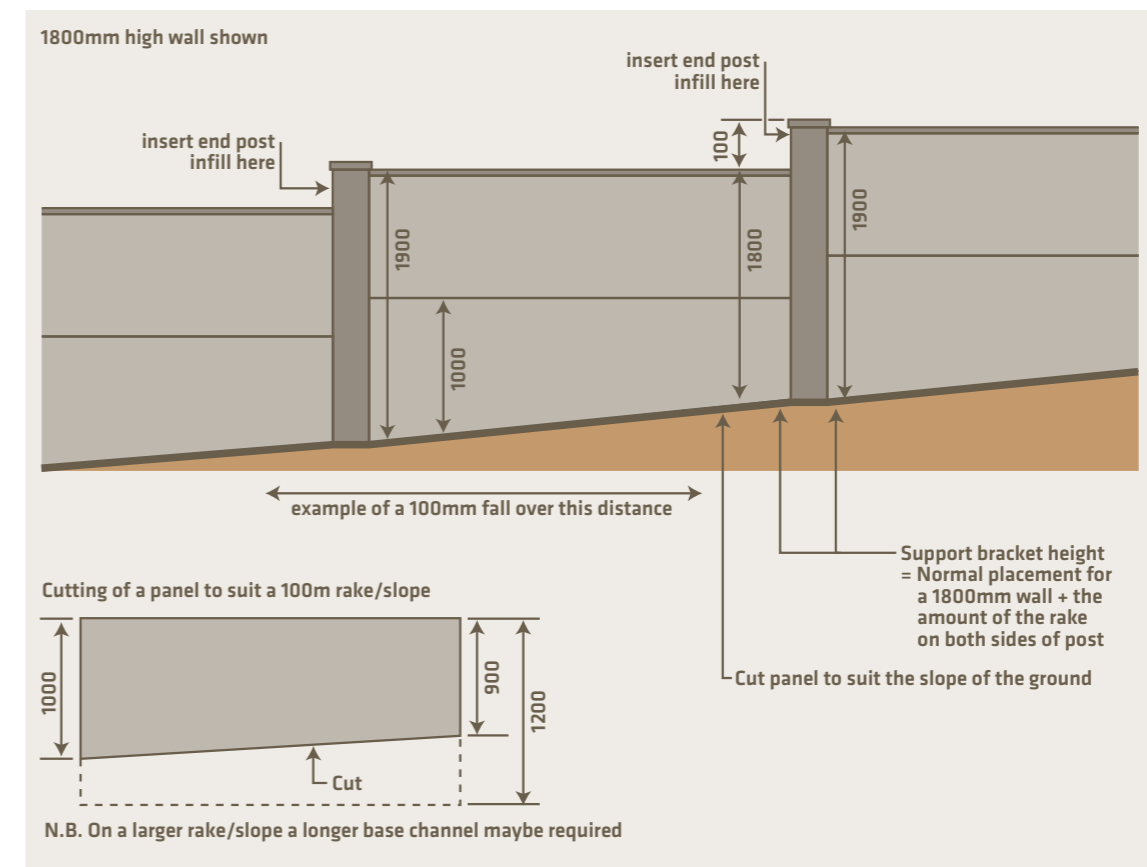 1800mm high wall shown
insert end post
infill here
insert end post
infill here
100
1900
1800
1900
1000
example of a 100mm fall over this distance
Support bracket height
= Normal placement for
a 1800mm wall + the
amount of the rake
on both sides of post
Cut panel to suit the slope of the ground
Cutting of a panel to suit a 100m rake/slope
1000
900
1200
Cut
N.B. On a larger rake/slope a longer base channel maybe required